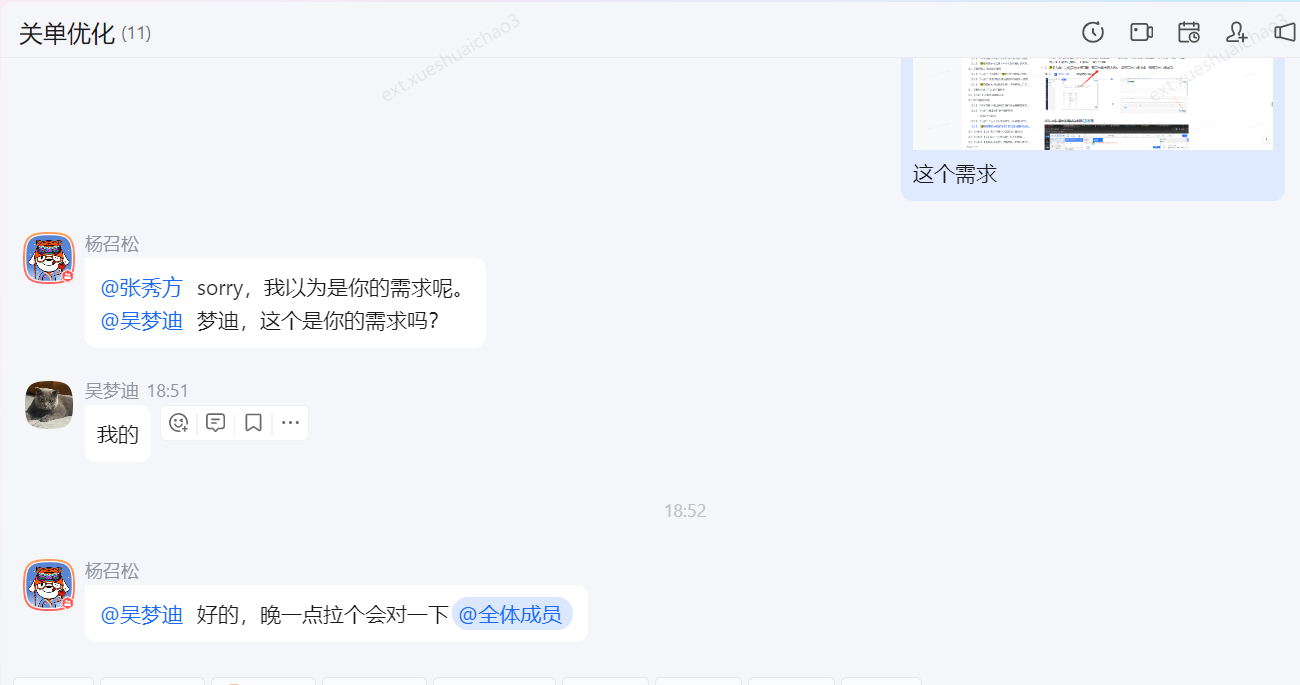 关单优化 (11)
ext.xueshuaichao3
ext.xueshuaichao3
这个需求
杨召松
@张秀方 sorry，我以为是你的需求呢。
@吴梦迪 梦迪，这个是你的需求吗？
吴梦迪 18:51
我的
18:52
杨召松
@吴梦迪 好的，晚一点拉个会对一下 @全体成员